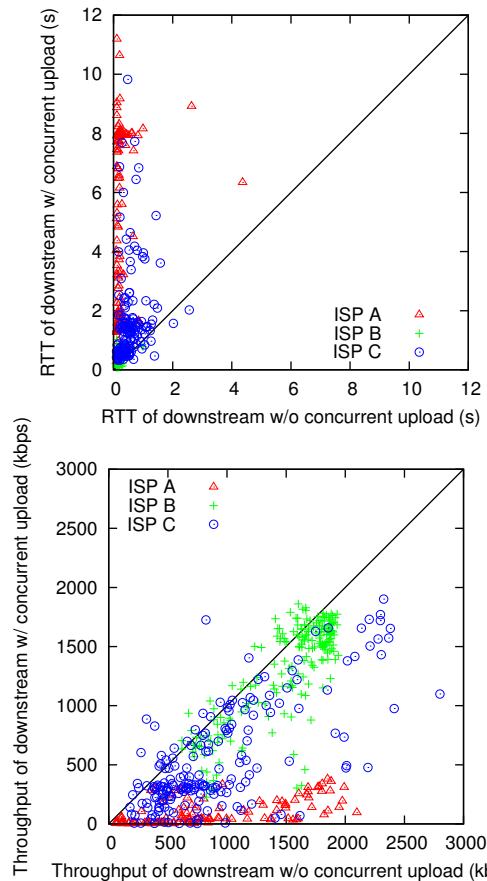 RTT of downstream w/ concurrent upload (s)
12
10
8
6
4
2
0
ISP A
ISP B
ISP C
0 2 4 6 8 10 12
RTT of downstream w/o concurrent upload (s)
Throughput of downstream w/ concurrent upload (kbps)
3000
2500
2000
1500
1000
500
0
ISP A
ISP B
ISP C
0 500 1000 1500 2000 2500 3000
Throughput of downstream w/o concurrent upload (kl